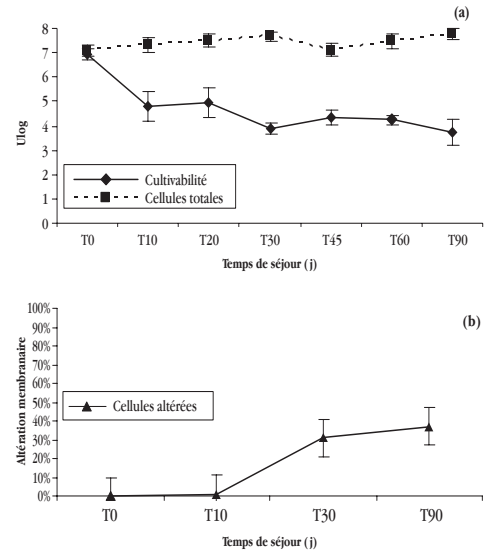 (a)
8
7
6
5
4
3
2
1
0
Ulog
Cultivabilité
Cellules totales
T0 T10 T20 T30 T45 T60 T90
Temps de séjour (j)
(b)
100%
90%
80%
70%
60%
50%
40%
30%
20%
10%
0%
Altération membranaire
Cellules altérées
T0 T10 T30 T90
Temps de séjour (j)